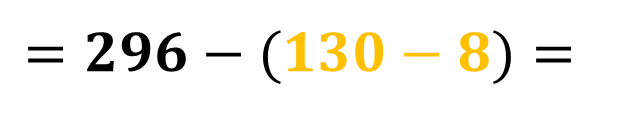 = 296 − (130 − 8) =